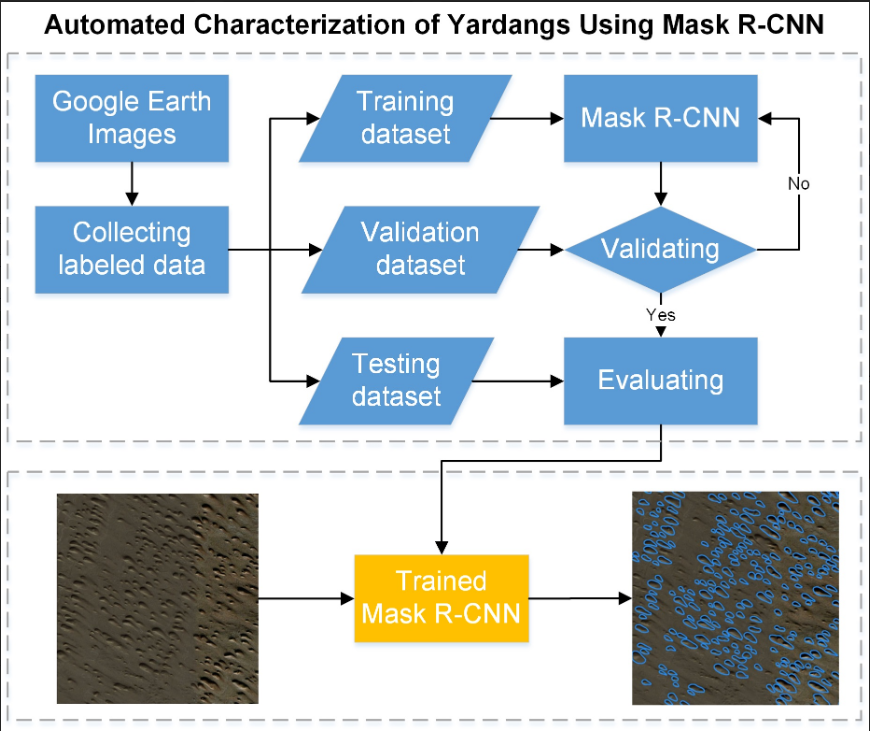 Automated Characterization of Yardangs Using Mask R-CNN
Google Earth
Images
Training
dataset
Mask R-CNN
No
Collecting
labeled data
Validation
dataset
Validating
Yes
Testing
dataset
Evaluating
Trained
Mask R-CNN